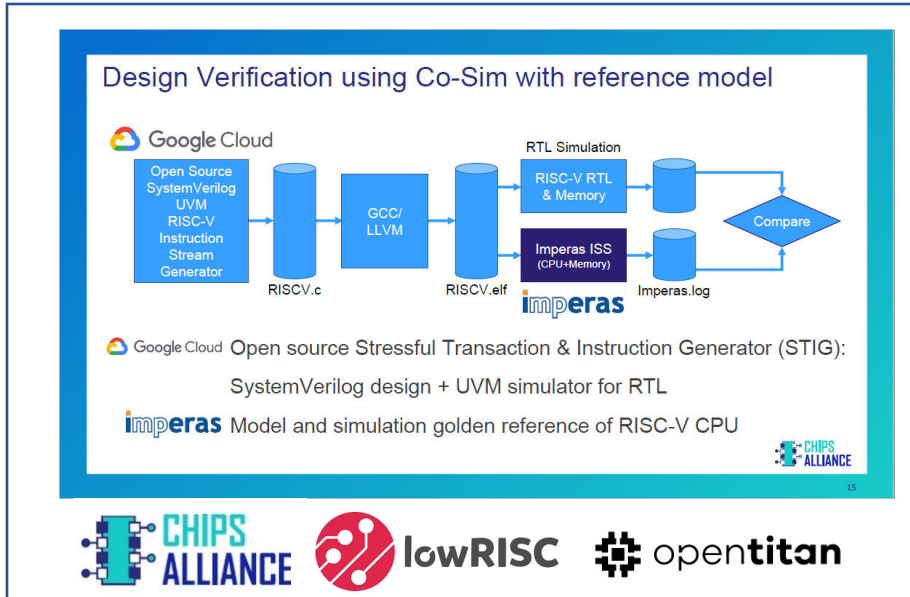 Design Verification using Co-Sim with reference model
Google Cloud
RTL Simulation
Open Source
SystemVerilog
UVM
RISC-V
Instruction
Stream
Generator
RISCV.c
GCC/
LLVM
RISCV.elf
RISC-V RTL
& Memory
Imperas ISS
(CPU+Memory)
imperas
Imperas.log
Compare
Google Cloud Open source Stressful Transaction & Instruction Generator (STIG):
SystemVerilog design + UVM simulator for RTL
imperas Model and simulation golden reference of RISC-V CPU
CHIPS
ALLIANCE
15
CHIPS
ALLIANCE
lowRISC
opentitan